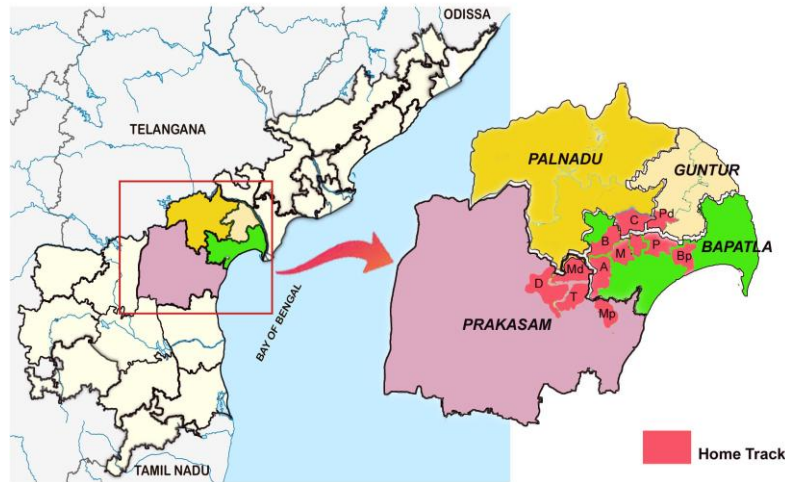 ODISSA
TELANGANA
BAY OF BENGAL
TAMIL NADU
PALNADU
GUNTUR
C
Pd
B
BAPATLA
M
P
Bp
Md
A
D
T
Mp
PRAKASAM
Home Track